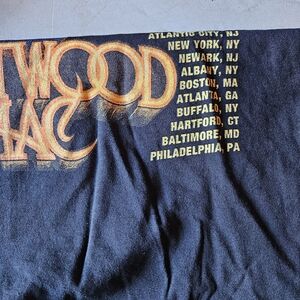 TWOOD
MAC
ATLANTIC CITY, NJ
NEW YORK, NY
NEWARK, NJ
ALBANY, NY
BOSTON, MA
ATLANTA, GA
BUFFALO, NY
HARTFORD, CT
BALTIMORE, MD
PHILADELPHIA, PA